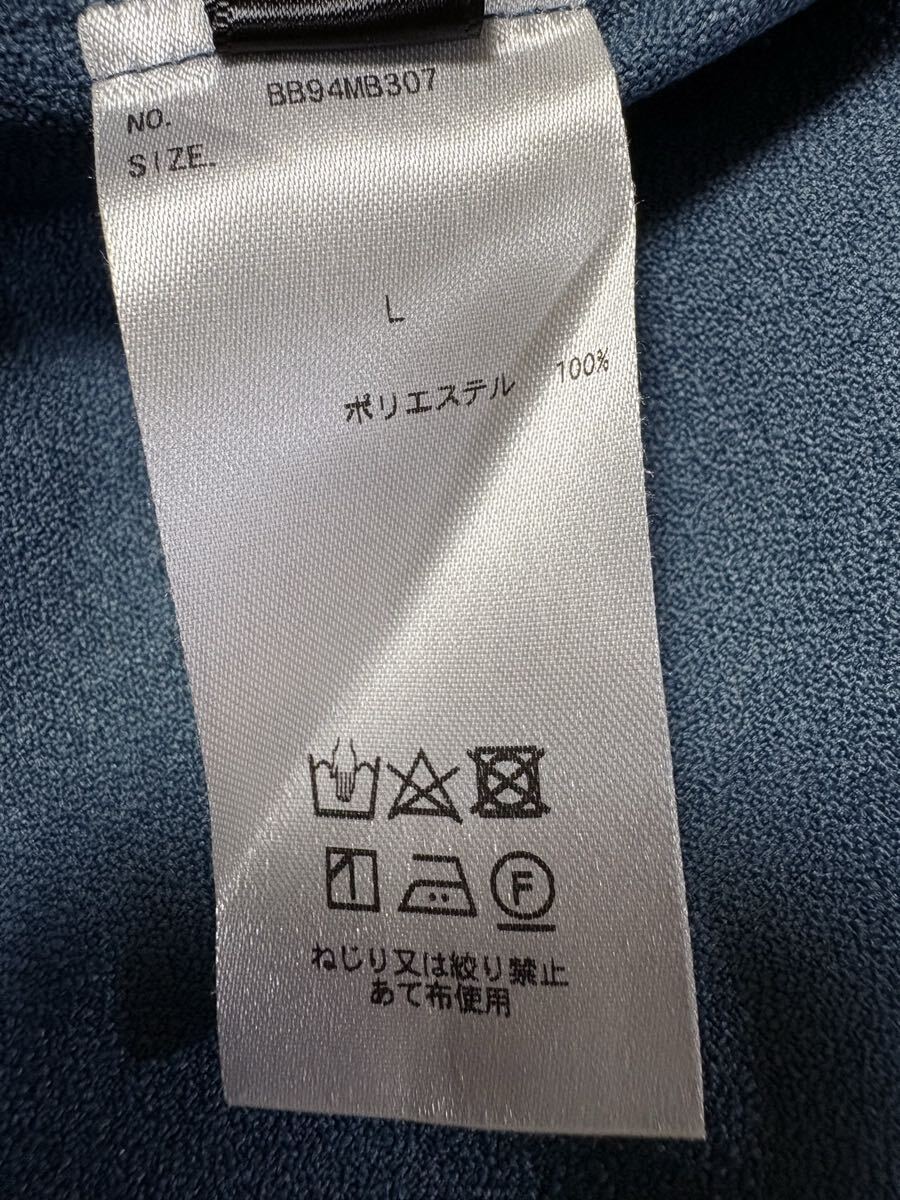 NO. BB94MB307
SIZE.
L
ポリエステル 100%
F
ねじり又は絞り禁止
あて布使用